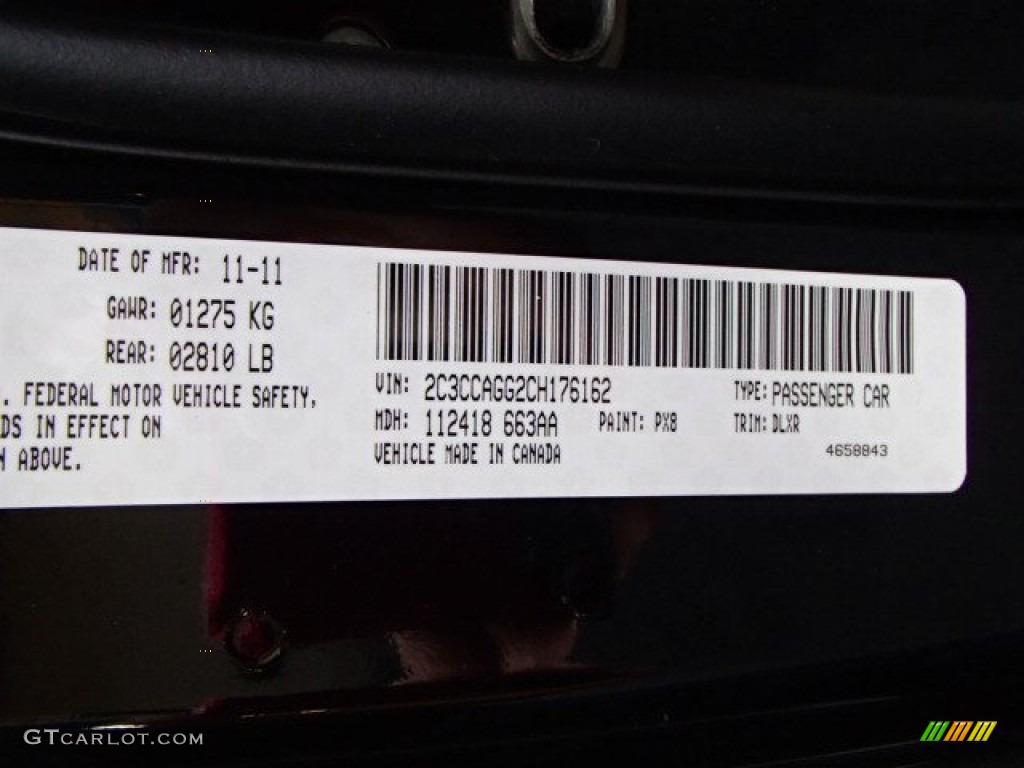 DATE OF MFR: 11-11
GAWR: 01275 KG
REAR: 02810 LB
. FEDERAL MOTOR VEHICLE SAFETY,
DS IN EFFECT ON
N ABOVE.
VIN: 2C3CCAGG2CH176162 TYPE: PASSENGER CAR
MDH: 112418 663AA PAINT: PX8 TRIM: DLXR
VEHICLE MADE IN CANADA 4658843
GTCARLOT.COM